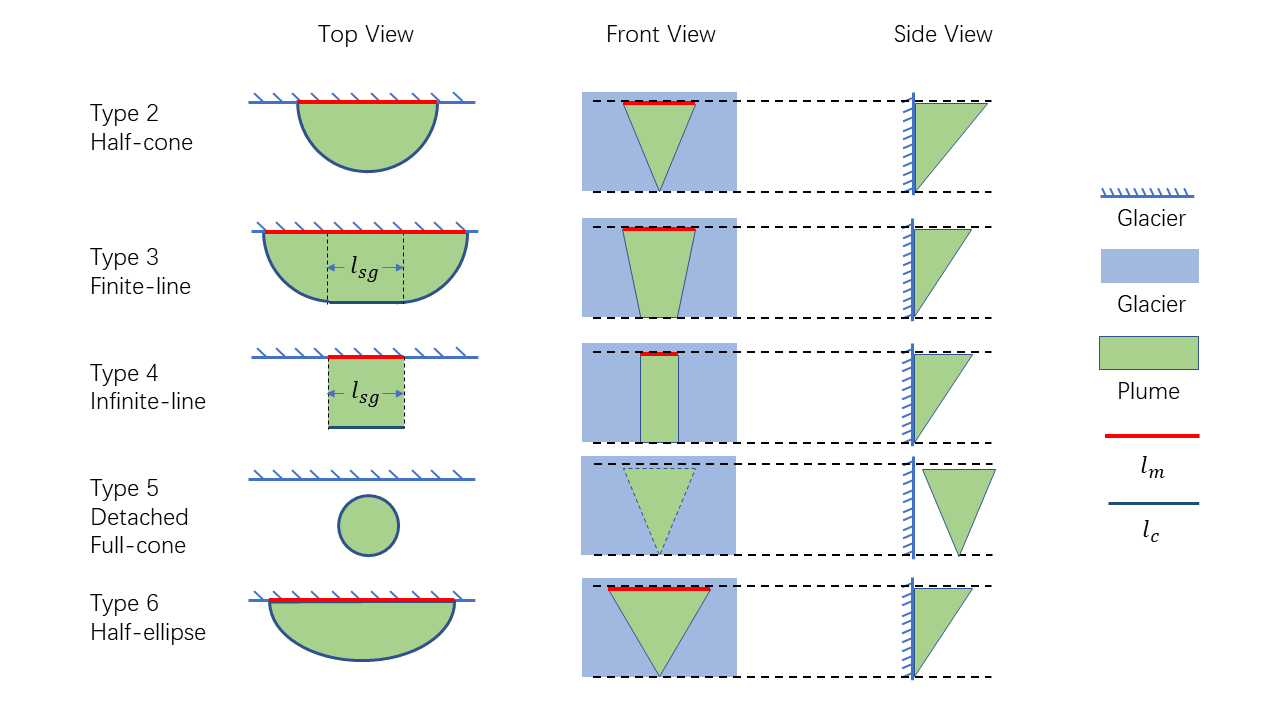 Top View
Front View
Side View
Type 2
Half-cone
Type 3
Finite-line
l_{sg}
Type 4
Infinite-line
l_{sg}
Type 5
Detached
Full-cone
Type 6
Half-ellipse
Glacier
Glacier
Plume
l_m
l_c